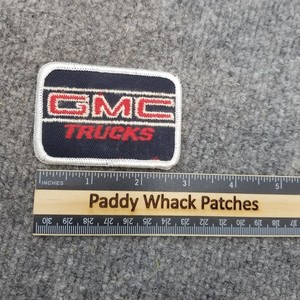 GMC
TRUCKS
INCHES 1 2 3 4 5
Paddy Whack Patches